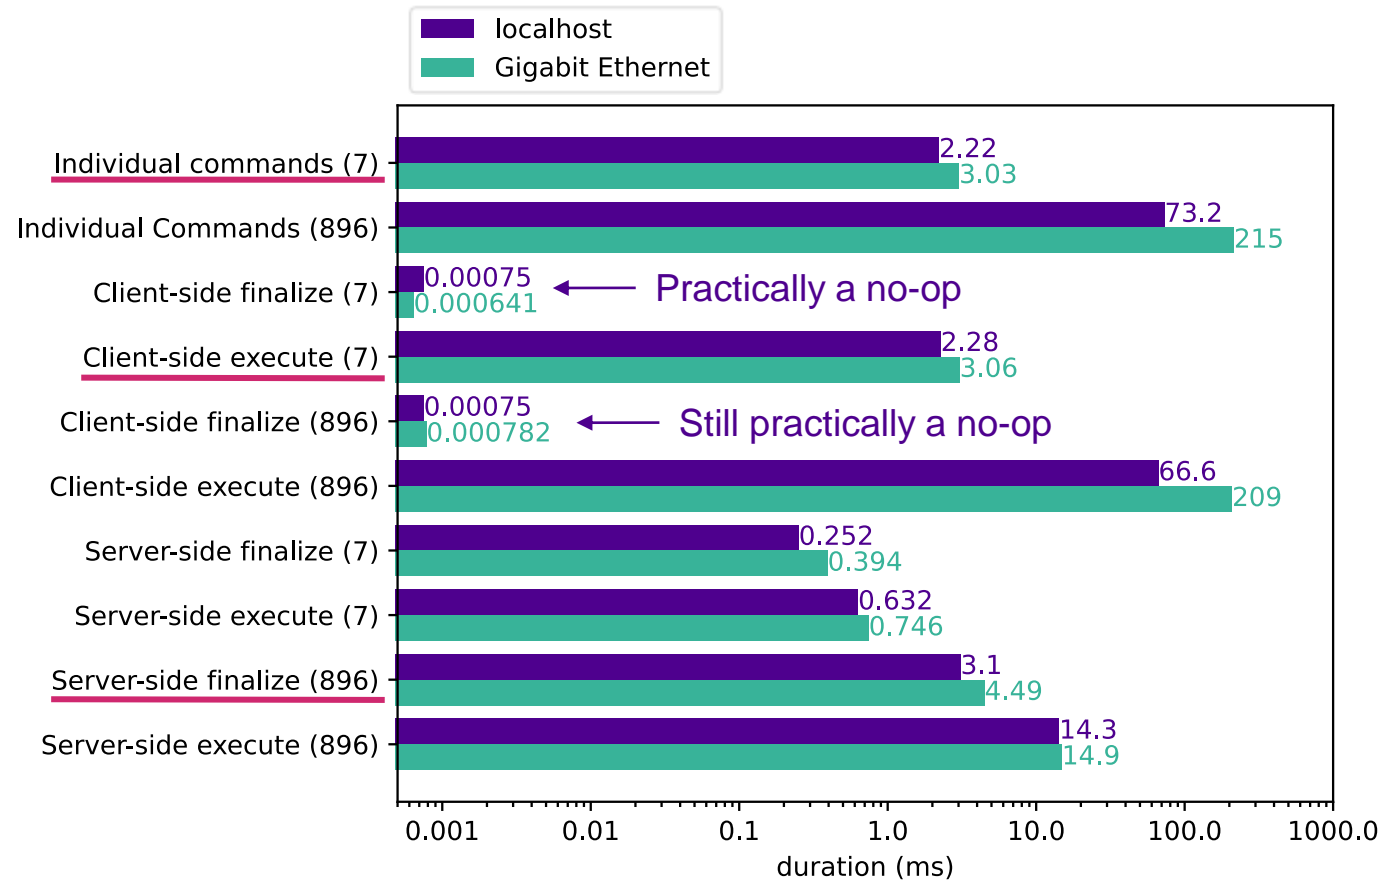 localhost
Gigabit Ethernet
Individual commands (7)
2.22
3.03
Individual Commands (896)
73.2
215
Client-side finalize (7)
0.00075
0.000641
Practically a no-op
Client-side execute (7)
2.28
3.06
Client-side finalize (896)
0.00075
0.000782
Still practically a no-op
Client-side execute (896)
66.6
209
Server-side finalize (7)
0.252
0.394
Server-side execute (7)
0.632
0.746
Server-side finalize (896)
3.1
4.49
Server-side execute (896)
14.3
14.9
0.001 0.01 0.1 1.0 10.0 100.0 1000.0
duration (ms)